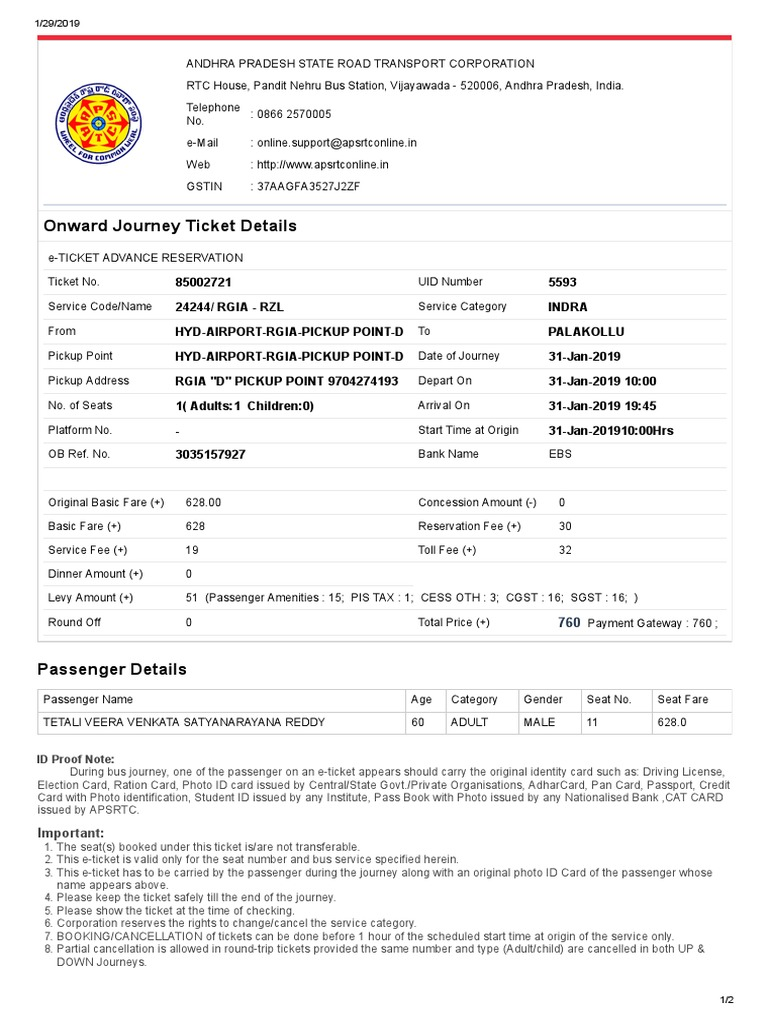 1/29/2019
ANDHRA PRADESH STATE ROAD TRANSPORT CORPORATION
RTC House, Pandit Nehru Bus Station, Vijayawada - 520006, Andhra Pradesh, India.
Telephone No. : 0866 2570005
e-Mail : online.support@apsrtconline.in
Web : http://www.apsrtconline.in
GSTIN : 37AAGFA3527J2ZF
APSRTC
WHEEL FOR COMMON WEAL
Onward Journey Ticket Details
e-TICKET ADVANCE RESERVATION
Ticket No. 85002721 UID Number 5593
Service Code/Name 24244/ RGIA - RZL Service Category INDRA
From HYD-AIRPORT-RGIA-PICKUP POINT-D To PALAKOLLU
Pickup Point HYD-AIRPORT-RGIA-PICKUP POINT-D Date of Journey 31-Jan-2019
Pickup Address RGIA "D" PICKUP POINT 9704274193 Depart On 31-Jan-2019 10:00
No. of Seats 1( Adults:1 Children:0) Arrival On 31-Jan-2019 19:45
Platform No. - Start Time at Origin 31-Jan-201910:00Hrs
OB Ref. No. 3035157927 Bank Name EBS
Original Basic Fare (+) 628.00 Concession Amount (-) 0
Basic Fare (+) 628 Reservation Fee (+) 30
Service Fee (+) 19 Toll Fee (+) 32
Dinner Amount (+) 0
Levy Amount (+) 51 (Passenger Amenities : 15; PIS TAX : 1; CESS OTH : 3; CGST : 16; SGST : 16; )
Round Off 0 Total Price (+) 760 Payment Gateway : 760 ;
Passenger Details
Passenger Name Age Category Gender Seat No. Seat Fare
TETALI VEERA VENKATA SATYANARAYANA REDDY 60 ADULT MALE 11 628.0
ID Proof Note:
During bus journey, one of the passenger on an e-ticket appears should carry the original identity card such as: Driving License,
Election Card, Ration Card, Photo ID card issued by Central/State Govt./Private Organisations, AdharCard, Pan Card, Passport, Credit
Card with Photo identification, Student ID issued by any Institute, Pass Book with Photo issued by any Nationalised Bank ,CAT CARD
issued by APSRTC.
Important:
1. The seat(s) booked under this ticket is/are not transferable.
2. This e-ticket is valid only for the seat number and bus service specified herein.
3. This e-ticket has to be carried by the passenger during the journey along with an original photo ID Card of the passenger whose
name appears above.
4. Please keep the ticket safely till the end of the journey.
5. Please show the ticket at the time of checking.
6. Corporation reserves the rights to change/cancel the service category.
7. BOOKING/CANCELLATION of tickets can be done before 1 hour of the scheduled start time at origin of the service only.
8. Partial cancellation is allowed in round-trip tickets provided the same number and type (Adult/child) are cancelled in both UP &
DOWN Journeys.
1/2